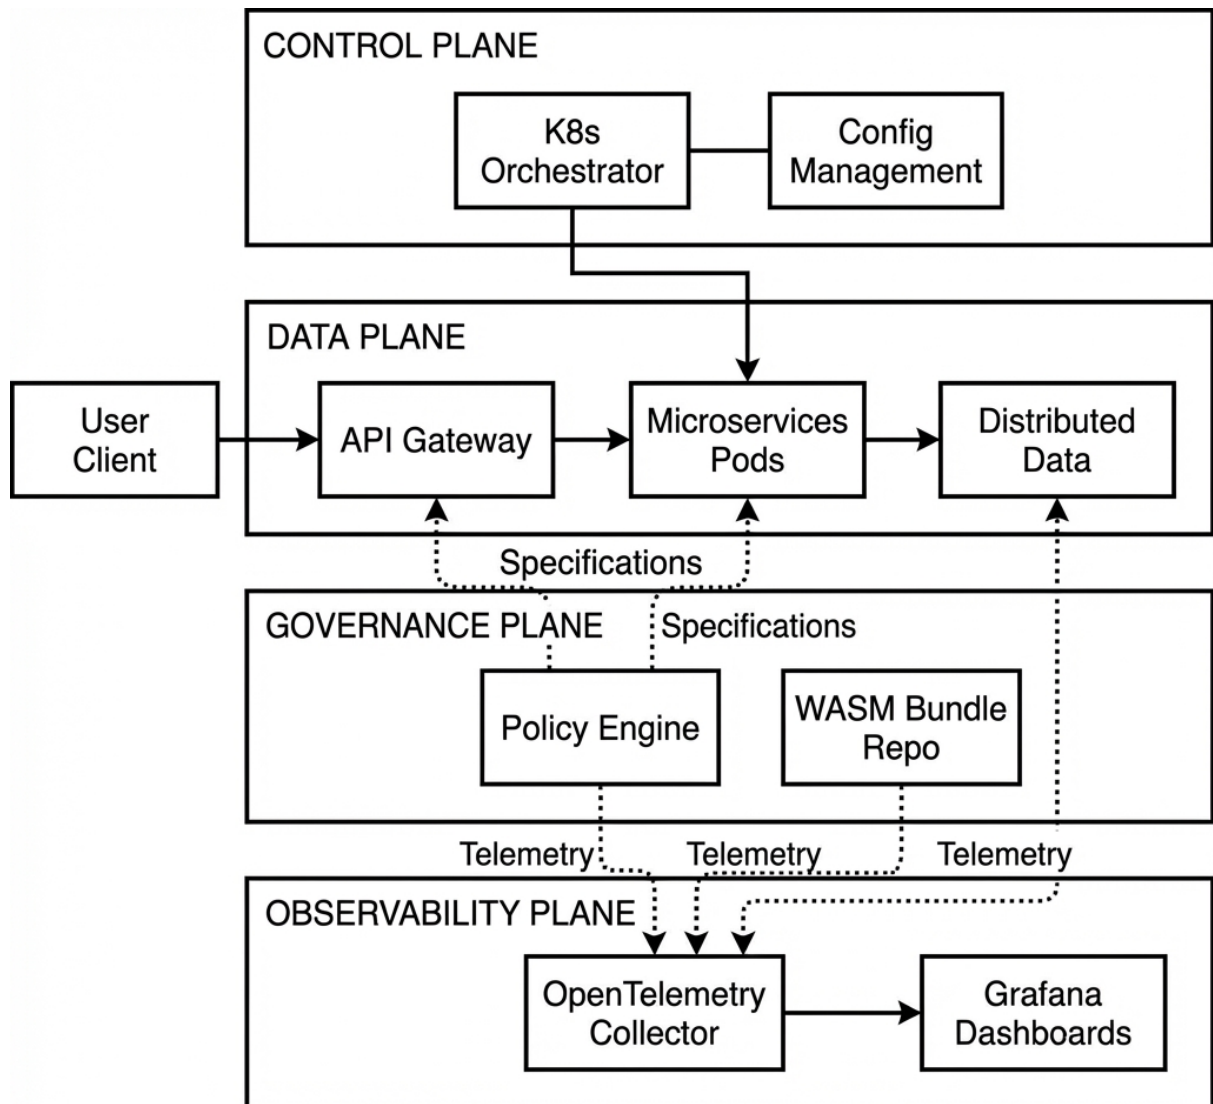 CONTROL PLANE
K8s
Orchestrator
Config
Management
DATA PLANE
User
Client
API Gateway
Microservices
Pods
Distributed
Data
Specifications
GOVERNANCE PLANE
Specifications
Policy Engine
WASM Bundle
Repo
Telemetry
Telemetry
Telemetry
OBSERVABILITY PLANE
OpenTelemetry
Collector
Grafana
Dashboards